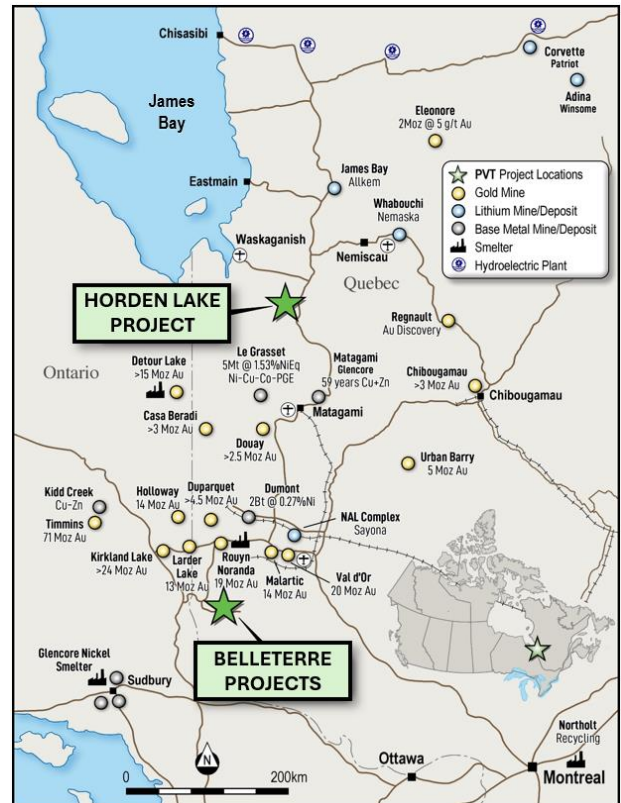 Chisasibi
James
Bay
Corvette
Patriot
Adina
Winsome
Eleonore
2Moz @ 5 g/t Au
James Bay
Allkem
Eastmain
PVT Project Locations
Gold Mine
Lithium Mine/Deposit
Base Metal Mine/Deposit
Smelter
Hydroelectric Plant
Whabouchi
Nemaska
Waskaganish
Nemiscau
Quebec
HORDEN LAKE
PROJECT
Regnault
Au Discovery
Ontario
Detour Lake
>15 Moz Au
Le Grasset
5Mt @ 1.53%NiEq
Ni-Cu-Co-PGE
Matagami
Glencore
59 years Cu+Zn
Chibougamau
>3 Moz Au
Chibougamau
Matagami
Casa Beradi
>3 Moz Au
Douay
>2.5 Moz Au
Urban Barry
5 Moz Au
Kidd Creek
Cu-Zn
Timmins
71 Moz Au
Holloway
14 Moz Au
Duparquet
>4.5 Moz Au
Dumont
2Bt @ 0.27%Ni
NAL Complex
Sayona
Kirkland Lake
>24 Moz Au
Larder
Lake
13 Moz Au
Rouyn
Noranda
19 Moz Au
Malartic
14 Moz Au
Val d'Or
20 Moz Au
BELLETERRE
PROJECTS
Glencore Nickel
Smelter
Sudbury
N
0
200km
Ottawa
Northolt
Recycling
Montreal